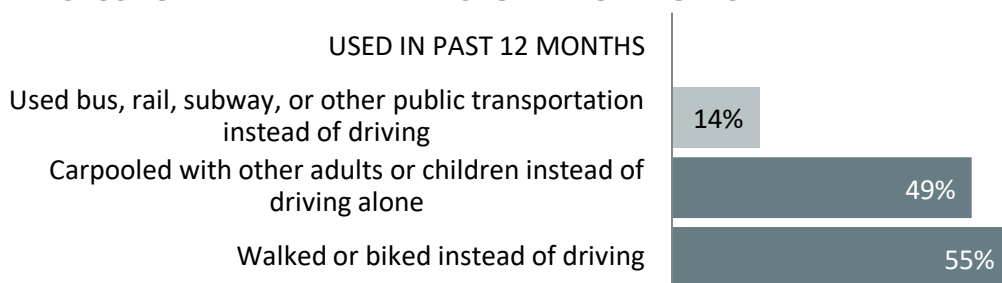 USED IN PAST 12 MONTHS
Used bus, rail, subway, or other public transportation
instead of driving
14%
Carpooled with other adults or children instead of
driving alone
49%
Walked or biked instead of driving
55%